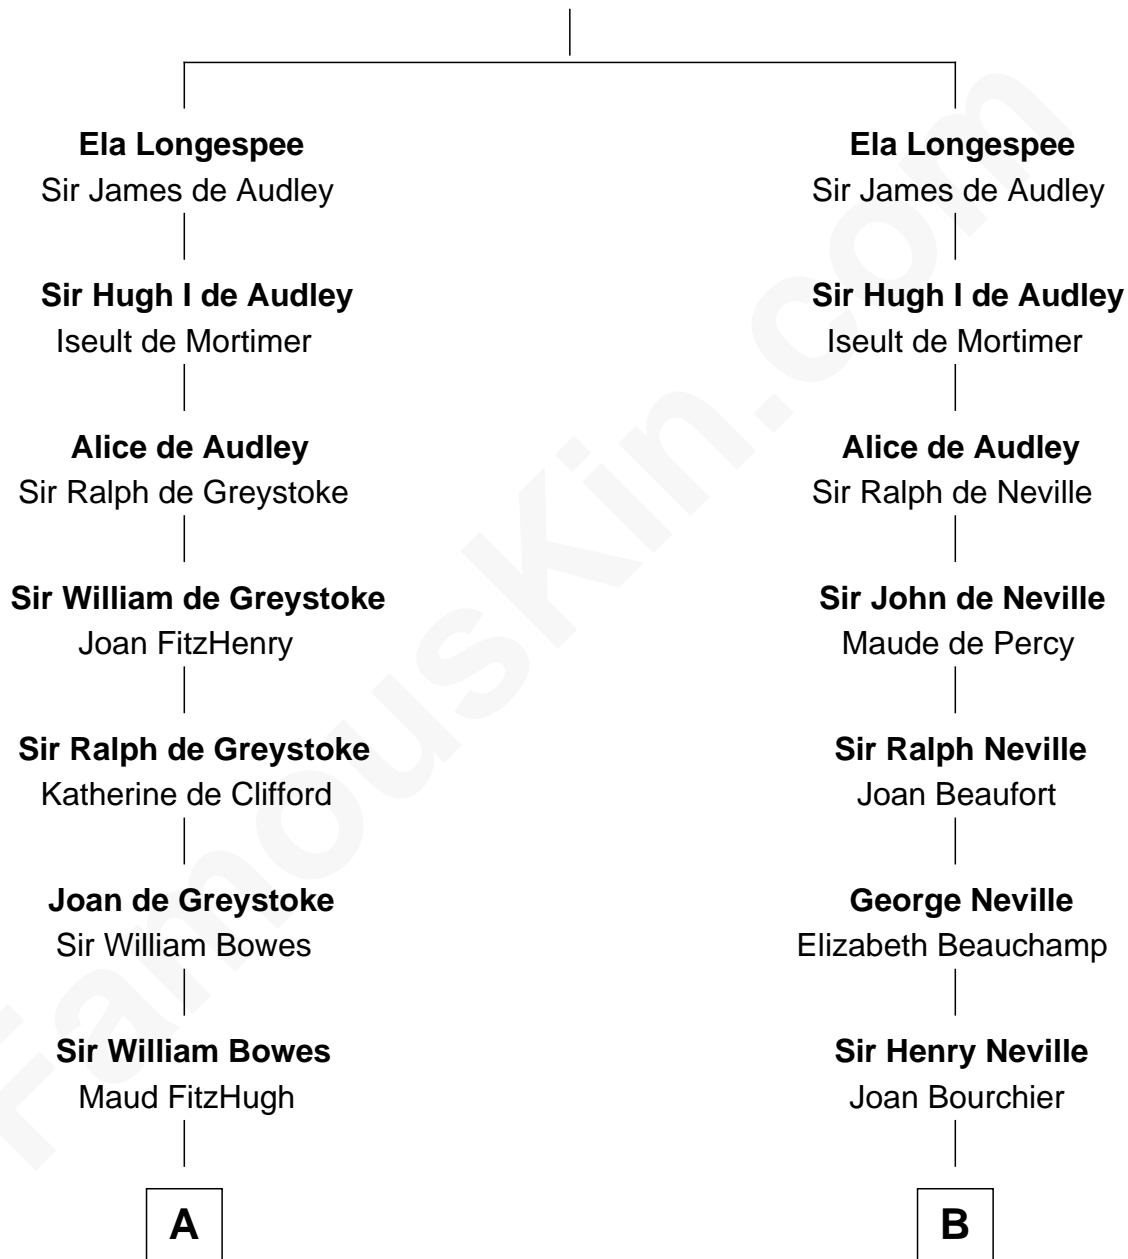 Ela Longespee
Sir James de Audley
Sir Hugh I de Audley
Iseult de Mortimer
Alice de Audley
Sir Ralph de Greystoke
Sir William de Greystoke
Joan FitzHenry
Sir Ralph de Greystoke
Katherine de Clifford
Joan de Greystoke
Sir William Bowes
Sir William Bowes
Maud FitzHugh
A
Ela Longespee
Sir James de Audley
Sir Hugh I de Audley
Iseult de Mortimer
Alice de Audley
Sir Ralph de Neville
Sir John de Neville
Maude de Percy
Sir Ralph Neville
Joan Beaufort
George Neville
Elizabeth Beauchamp
Sir Henry Neville
Joan Bourchier
B
FamousKin.com